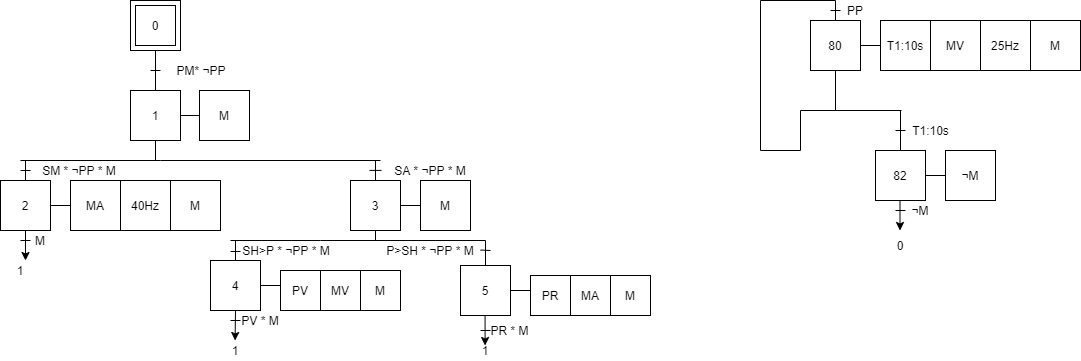 0
PM* ¬PP
1
M
SM * ¬PP * M
SA * ¬PP * M
2
MA
40Hz
M
3
M
M
1
SH>P * ¬PP * M
P>SH * ¬PP * M
4
PV
MV
M
5
PR
MA
M
PV * M
PR * M
1
1
PP
80
T1:10s
MV
25Hz
M
T1:10s
82
¬M
¬M
0